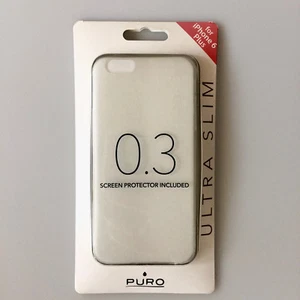 for
iPhone 6
Plus
0.3
SCREEN PROTECTOR INCLUDED
ULTRA SLIM
PURO